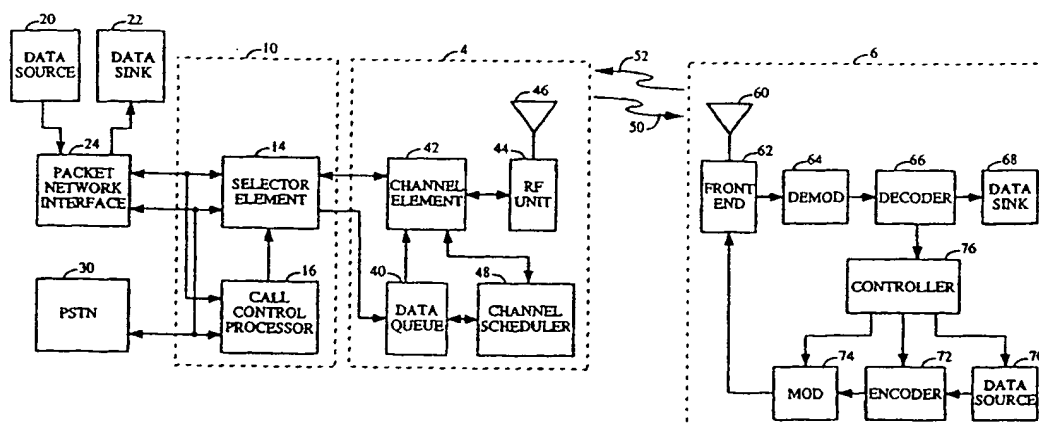 20
DATA
SOURCE
22
DATA
SINK
24
PACKET
NETWORK
INTERFACE
30
PSTN
10
14
SELECTOR
ELEMENT
16
CALL
CONTROL
PROCESSOR
4
42
CHANNEL
ELEMENT
46
44
RF
UNIT
40
DATA
QUEUE
48
CHANNEL
SCHEDULER
52
50
6
60
62
FRONT
END
64
DEMOD
66
DECODER
68
DATA
SINK
76
CONTROLLER
74
MOD
72
ENCODER
70
DATA
SOURCE